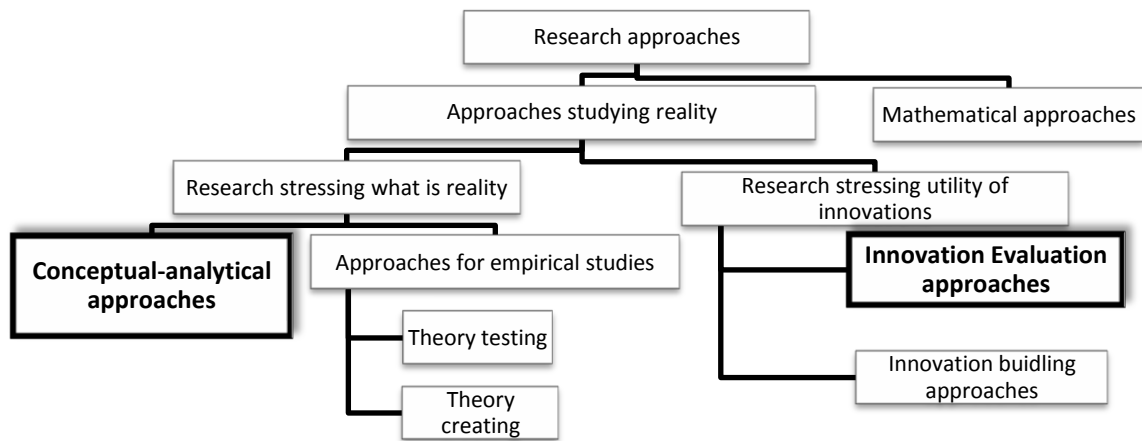 Research approaches
Approaches studying reality
Mathematical approaches
Research stressing what is reality
Research stressing utility of
innovations
Conceptual-analytical
approaches
Approaches for empirical studies
Innovation Evaluation
approaches
Theory testing
Innovation buidling
approaches
Theory
creating